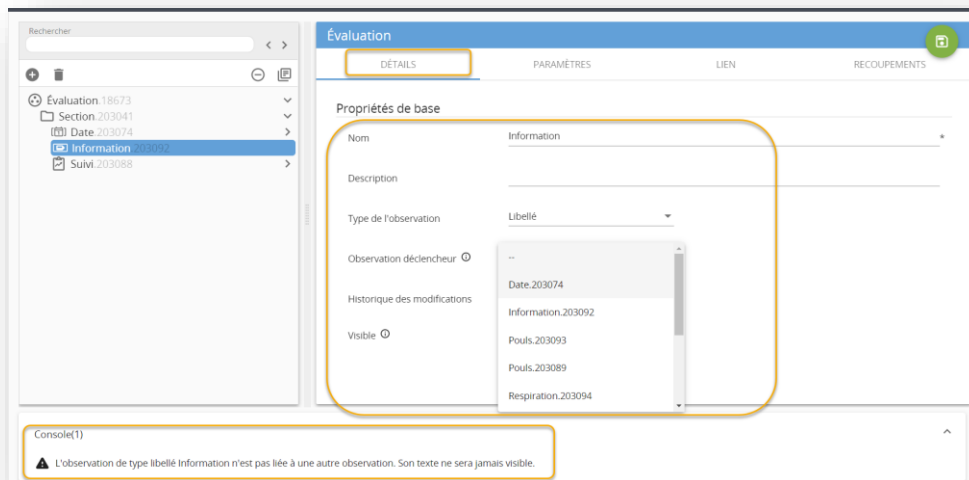 Rechercher
Évaluation.18673
Section.203041
Date.203074
Information.203092
Suivi.203088
Évaluation
DÉTAILS PARAMÈTRES LIEN RECOUPEMENTS
Propriétés de base
Nom Information *
Description
Type de l'observation Libellé
Observation déclencheur
--
Historique des modifications
Visible
Date.203074
Information.203092
Pouls.203093
Pouls.203089
Respiration.203094
Console(1)
L'observation de type libellé Information n'est pas liée à une autre observation. Son texte ne sera jamais visible.